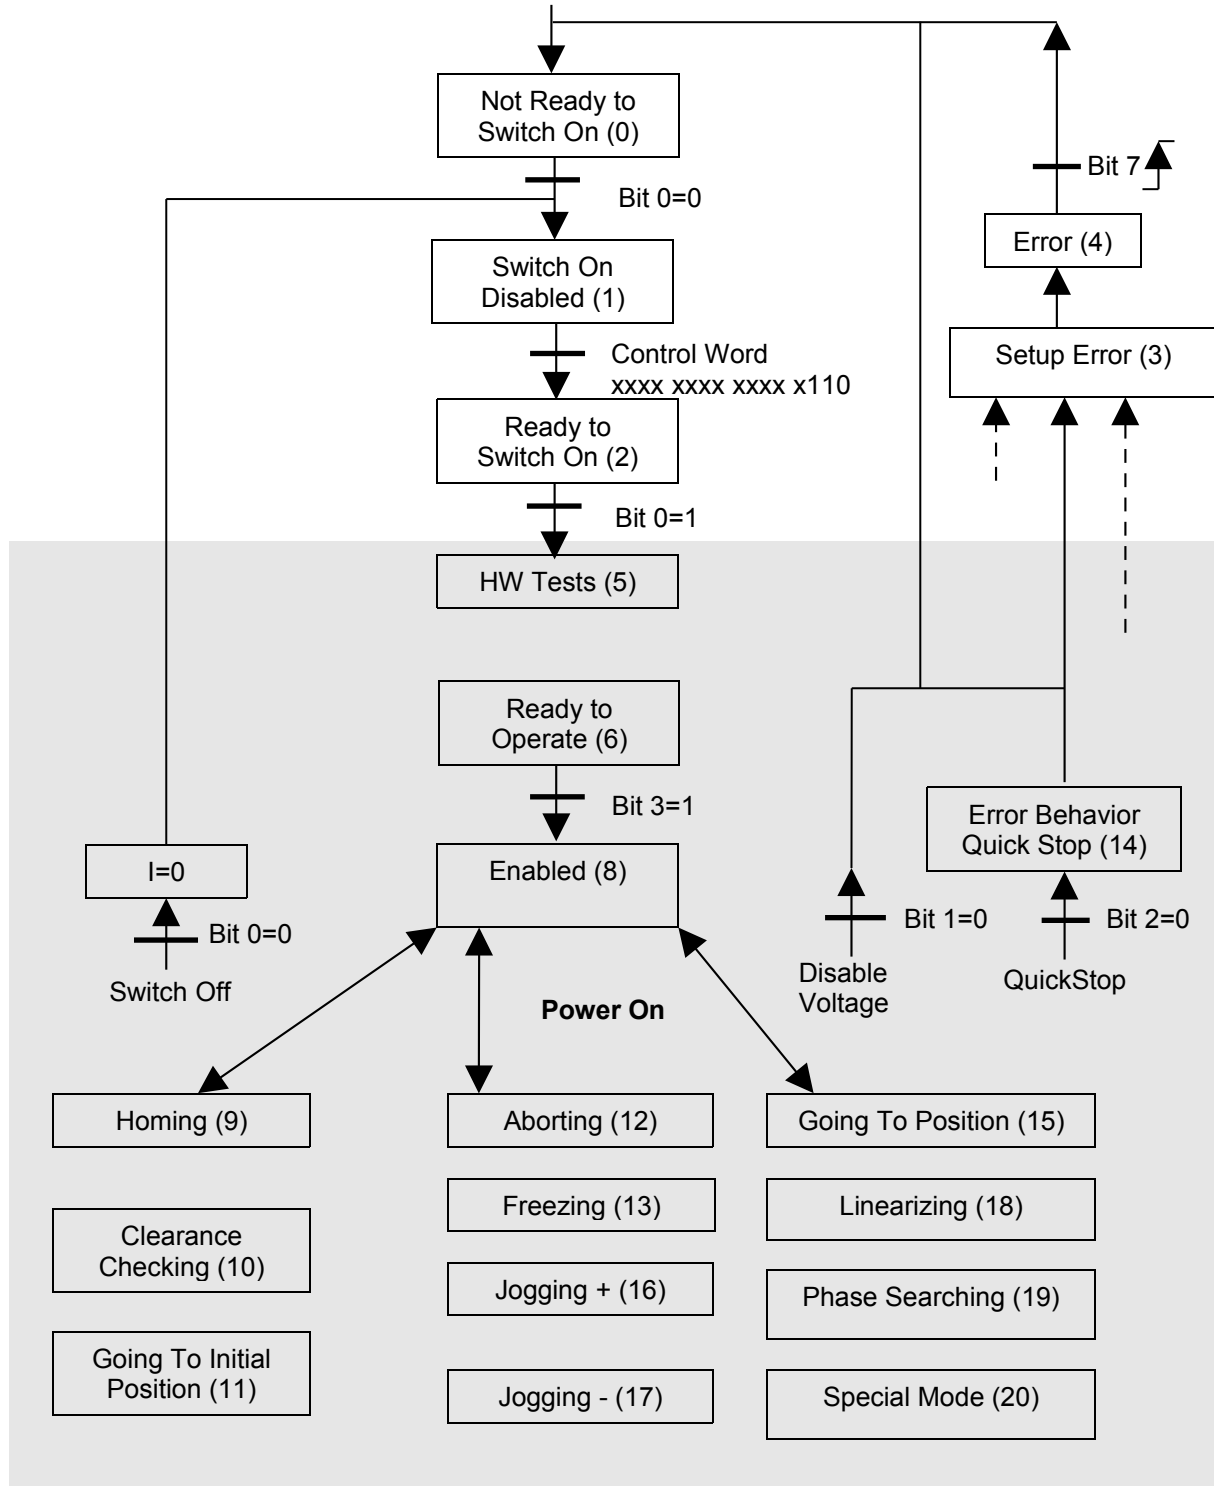 Not Ready to
Switch On (0)
Bit 0=0
Bit 7
Error (4)
Switch On
Disabled (1)
Control Word
xxxx xxxx xxxx x110
Setup Error (3)
Ready to
Switch On (2)
Bit 0=1
HW Tests (5)
Ready to
Operate (6)
Bit 3=1
Error Behavior
Quick Stop (14)
I=0
Enabled (8)
Bit 0=0
Bit 1=0
Bit 2=0
Switch Off
Disable
Voltage
QuickStop
Power On
Homing (9)
Aborting (12)
Going To Position (15)
Freezing (13)
Linearizing (18)
Clearance
Checking (10)
Jogging + (16)
Phase Searching (19)
Going To Initial
Position (11)
Jogging - (17)
Special Mode (20)